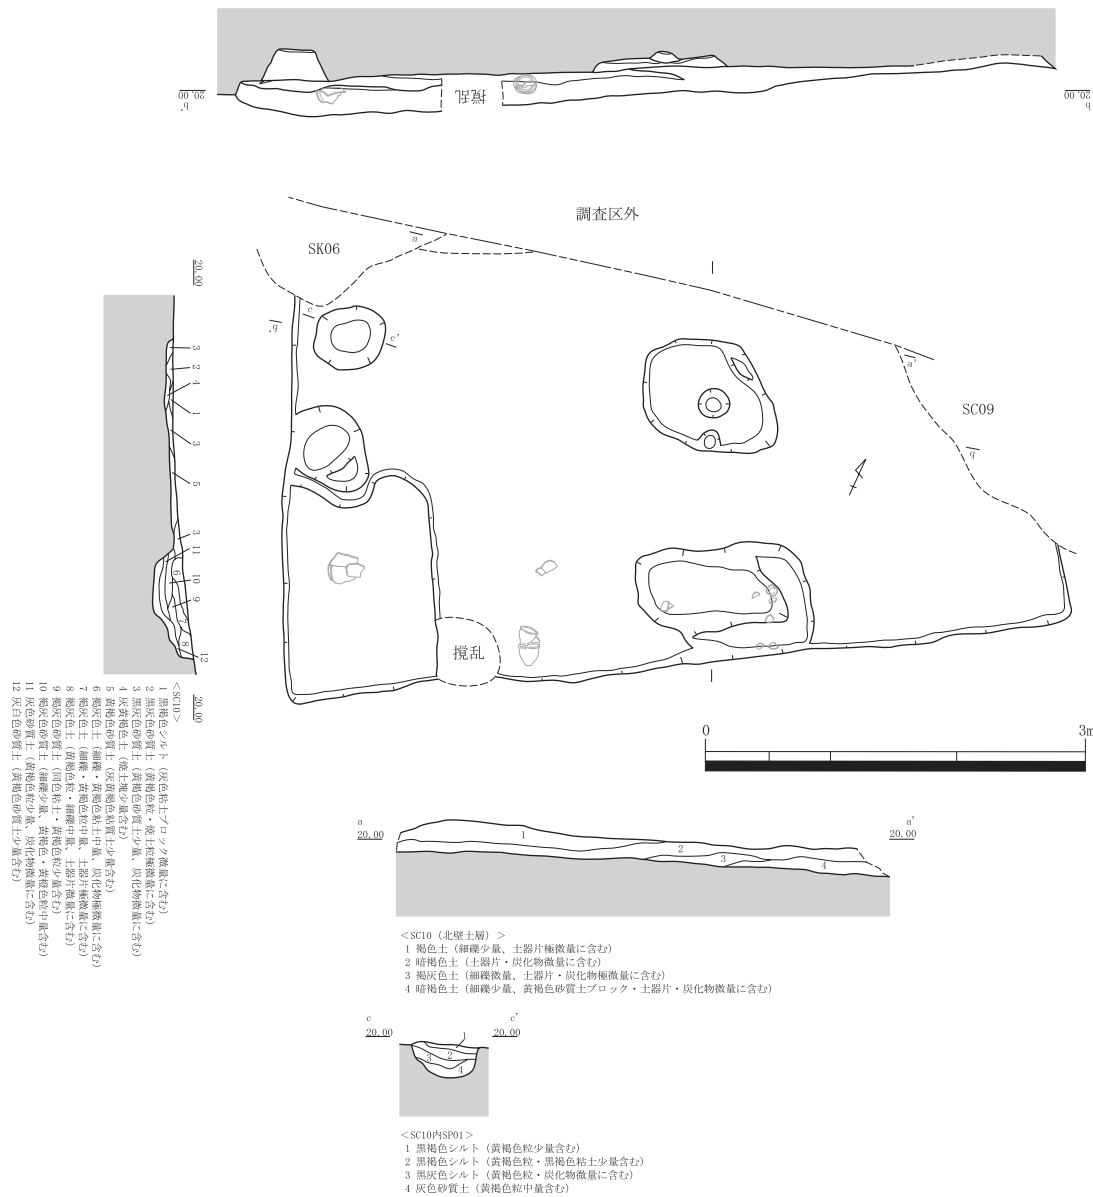 20.00
b'
撹乱
20.00
b
調査区外
SK06
a
20.00
c
b'
c'
a'
SC09
b
3
2
4
1
3
5
3
11
6
10
9
7
8
12
撹乱
20.00
<SC10>
1 黒褐色シルト(灰色粘土ブロック微量に含む)
2 黒灰色砂質土(黄褐色粒・焼土粒極微量に含む)
3 黒灰色砂質土(黄褐色砂質土少量、炭化物微量に含む)
4 灰黄褐色土(焼土塊少量含む)
5 黄褐色砂質土(灰黄褐色粘質土少量含む)
6 褐灰色土(細礫・黄褐色粘土中量、炭化物極微量に含む)
7 褐灰色土(細礫・黄褐色粒中量、土器片極微量に含む)
8 褐灰色土(黄褐色粒・細礫中量、土器片微量に含む)
9 褐灰色砂質土(同色粘土・黄褐色粒少量含む)
10 褐灰色砂質土(細礫少量、黄褐色・黄橙色粒中量含む)
11 灰色砂質土(黄褐色粒少量、炭化物微量に含む)
12 灰白色砂質土(黄褐色砂質土少量含む)
0 3m
a a'
20.00 20.00
1
2
3
4
<SC10(北壁土層)>
1 褐色土(細礫少量、土器片極微量に含む)
2 暗褐色土(土器片・炭化物微量に含む)
3 褐灰色土(細礫微量、土器片・炭化物極微量に含む)
4 暗褐色土(細礫少量、黄褐色砂質土ブロック・土器片・炭化物微量に含む)
c c'
20.00 20.00
1
3 2
4
<SC10内SP01>
1 黒褐色シルト(黄褐色粒少量含む)
2 黒褐色シルト(黄褐色粒・黒褐色粘土少量含む)
3 黒灰色シルト(黄褐色粒・炭化物微量に含む)
4 灰色砂質土(黄褐色粒中量含む)